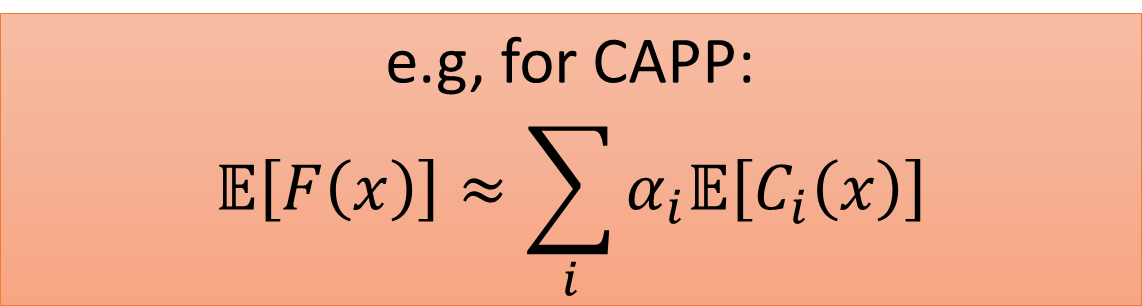 e.g, for CAPP:
𝔼[F(x)] ≈ ∑ᵢ αᵢ𝔼[Cᵢ(x)]